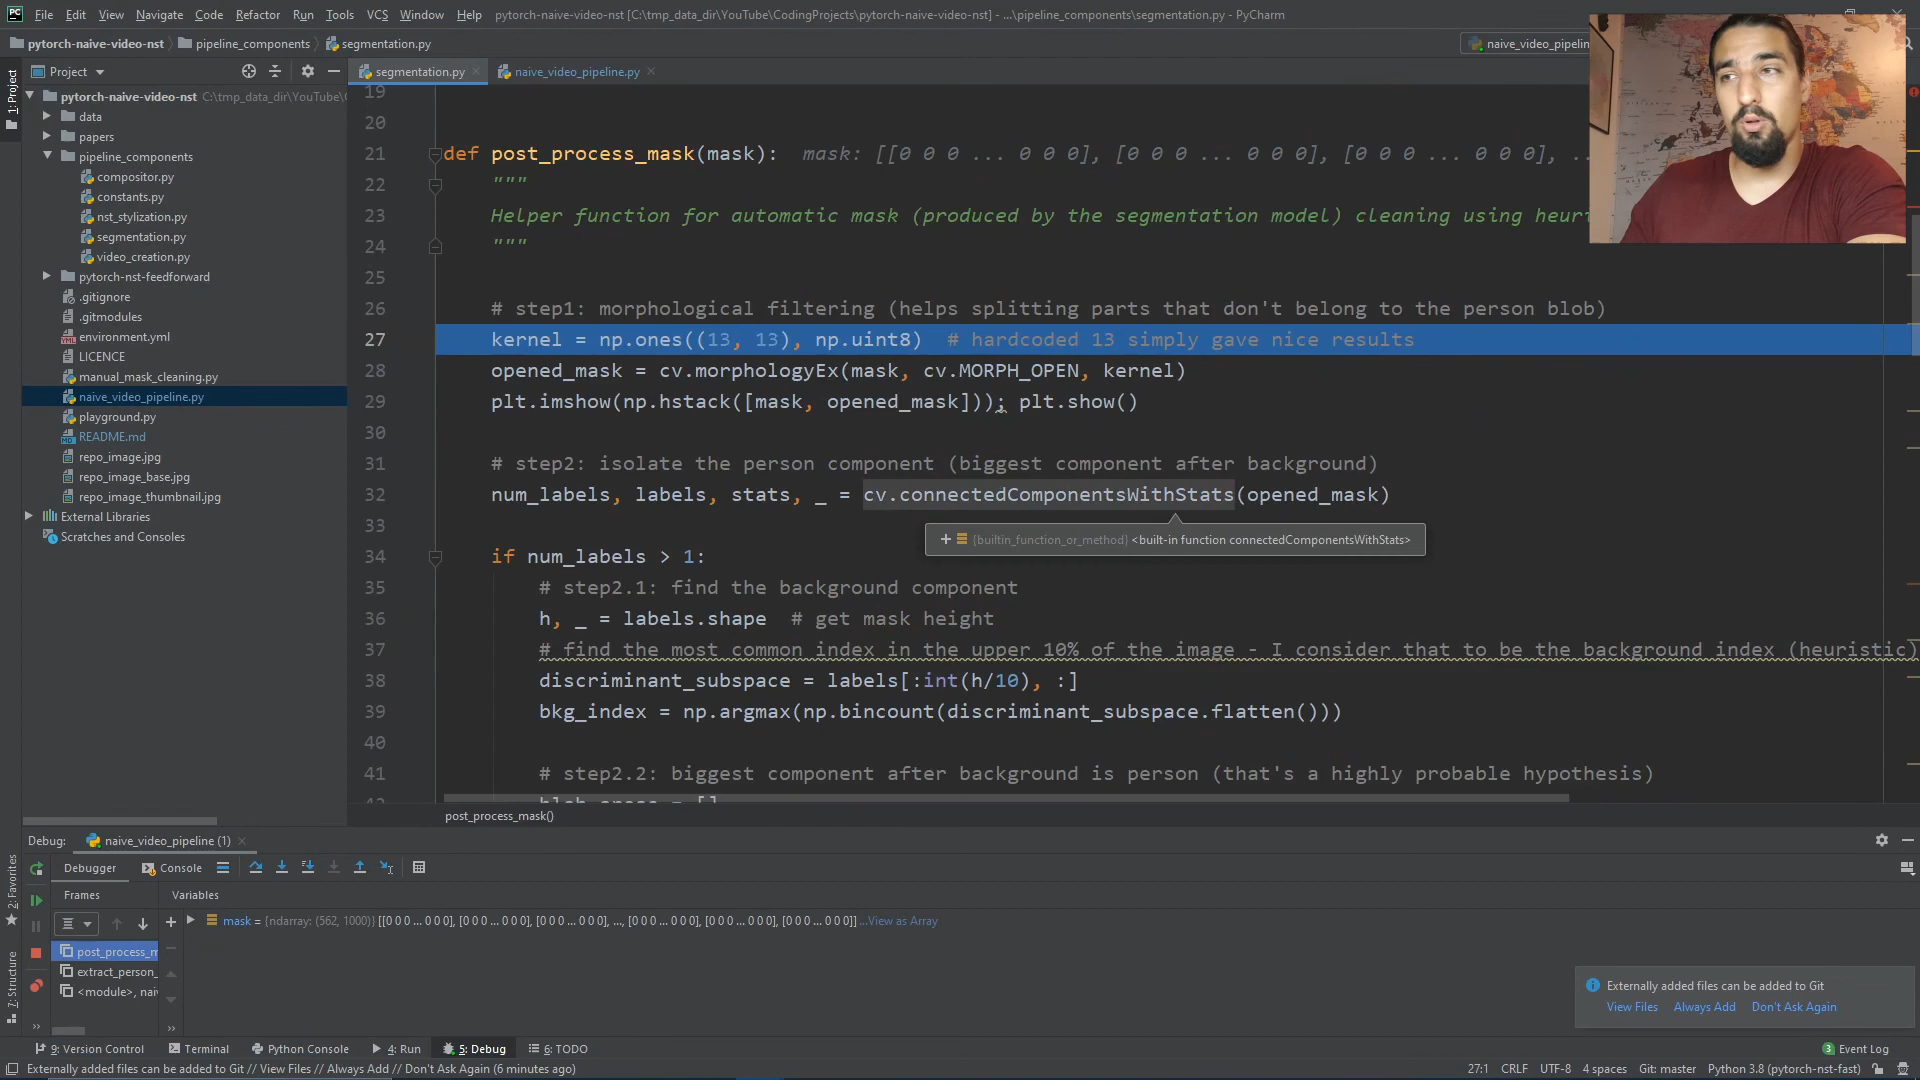 PC File Edit View Navigate Code Refactor Run Tools VCS Window Help pytorch-naive-video-nst [C:\tmp_data_dir\YouTube\CodingProjects\pytorch-naive-video-nst] - ...\pipeline_components\segmentation.py - PyCharm
pytorch-naive-video-nst pipeline_components segmentation.py naive_video_pipelin
Project segmentation.py naive_video_pipeline.py
1: Project
pytorch-naive-video-nst C:\tmp_data_dir\YouTube\
data
papers
pipeline_components
compositor.py
constants.py
nst_stylization.py
segmentation.py
video_creation.py
pytorch-nst-feedforward
.gitignore
.gitmodules
environment.yml
LICENCE
manual_mask_cleaning.py
naive_video_pipeline.py
playground.py
README.md
repo_image.jpg
repo_image_base.jpg
repo_image_thumbnail.jpg
External Libraries
Scratches and Consoles
19
20
21 def post_process_mask(mask): mask: [[0 0 0 ... 0 0 0], [0 0 0 ... 0 0 0], [0 0 0 ... 0 0 0], ..
22 """
23 Helper function for automatic mask (produced by the segmentation model) cleaning using heuri
24 """
25
26 # step1: morphological filtering (helps splitting parts that don't belong to the person blob)
27 kernel = np.ones((13, 13), np.uint8) # hardcoded 13 simply gave nice results
28 opened_mask = cv.morphologyEx(mask, cv.MORPH_OPEN, kernel)
29 plt.imshow(np.hstack([mask, opened_mask])); plt.show()
30
31 # step2: isolate the person component (biggest component after background)
32 num_labels, labels, stats, _ = cv.connectedComponentsWithStats(opened_mask)
33
+ {builtin_function_or_method} <built-in function connectedComponentsWithStats>
34 if num_labels > 1:
35 # step2.1: find the background component
36 h, _ = labels.shape # get mask height
37 # find the most common index in the upper 10% of the image - I consider that to be the background index (heuristic)
38 discriminant_subspace = labels[:int(h/10), :]
39 bkg_index = np.argmax(np.bincount(discriminant_subspace.flatten()))
40
41 # step2.2: biggest component after background is person (that's a highly probable hypothesis)
post_process_mask()
Debug: naive_video_pipeline (1)
Debugger Console
Frames Variables
mask = {ndarray: (562, 1000)} [[0 0 0 ... 0 0 0], [0 0 0 ... 0 0 0], [0 0 0 ... 0 0 0], ..., [0 0 0 ... 0 0 0], [0 0 0 ... 0 0 0], [0 0 0 ... 0 0 0]] ...View as Array
post_process_m
extract_person_
<module>, naiv
2: Favorites
7: Structure
Externally added files can be added to Git
View Files Always Add Don't Ask Again
9: Version Control Terminal Python Console 4: Run 5: Debug 6: TODO 3 Event Log
Externally added files can be added to Git // View Files // Always Add // Don't Ask Again (6 minutes ago) 27:1 CRLF UTF-8 4 spaces Git: master Python 3.8 (pytorch-nst-fast)